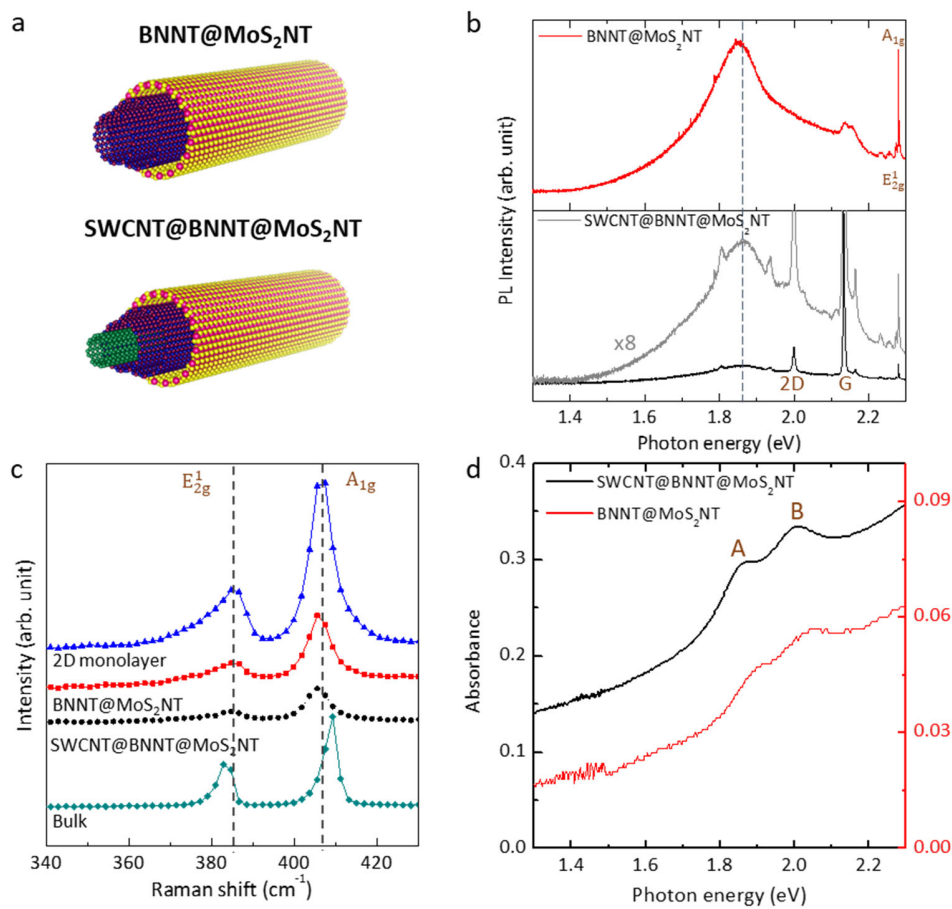 a
BNNT@MoS₂NT
SWCNT@BNNT@MoS₂NT
b
BNNT@MoS₂NT
A₁g
E¹₂g
SWCNT@BNNT@MoS₂NT
x8
2D
G
PL Intensity (arb. unit)
1.4 1.6 1.8 2.0 2.2
Photon energy (eV)
c
E¹₂g
A₁g
2D monolayer
BNNT@MoS₂NT
SWCNT@BNNT@MoS₂NT
Bulk
Intensity (arb. unit)
340 360 380 400 420
Raman shift (cm⁻¹)
d
SWCNT@BNNT@MoS₂NT
BNNT@MoS₂NT
A
B
Absorbance
0.4
0.3
0.2
0.1
0.0
0.09
0.06
0.03
0.00
1.4 1.6 1.8 2.0 2.2
Photon energy (eV)